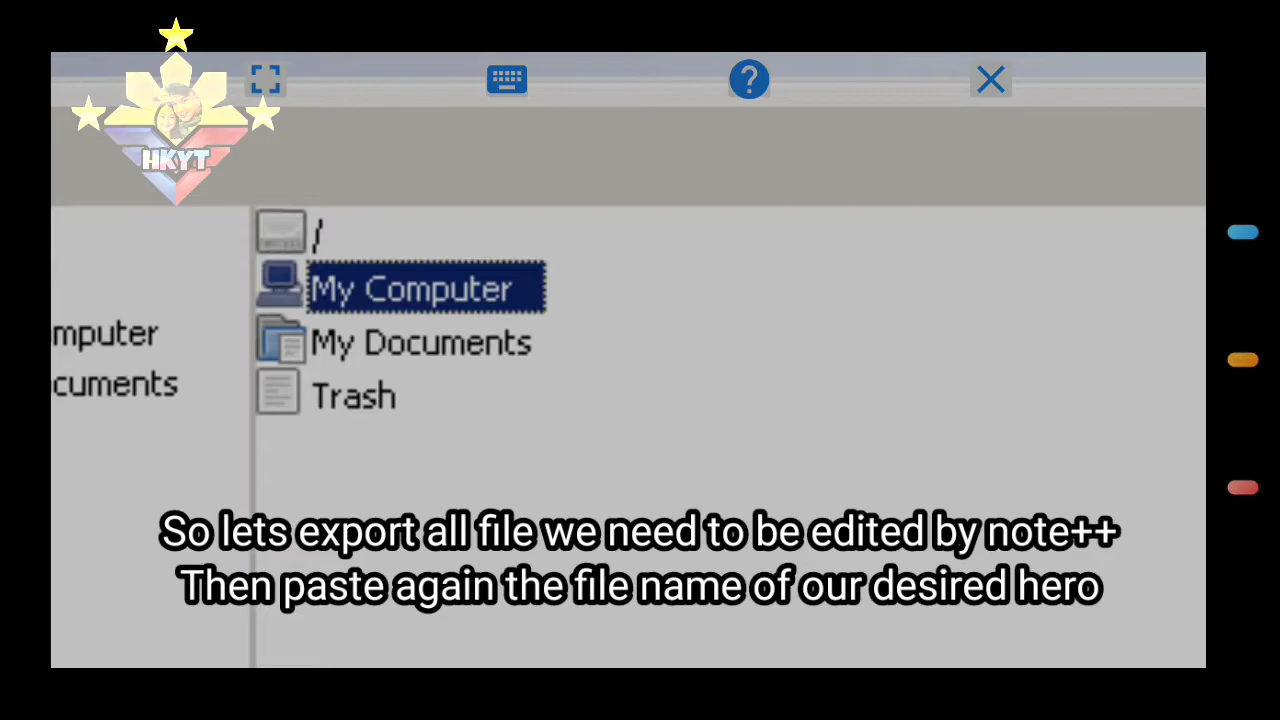 HKYT
?
/
My Computer
mputer
My Documents
cuments
Trash
So lets export all file we need to be edited by note++
Then paste again the file name of our desired hero